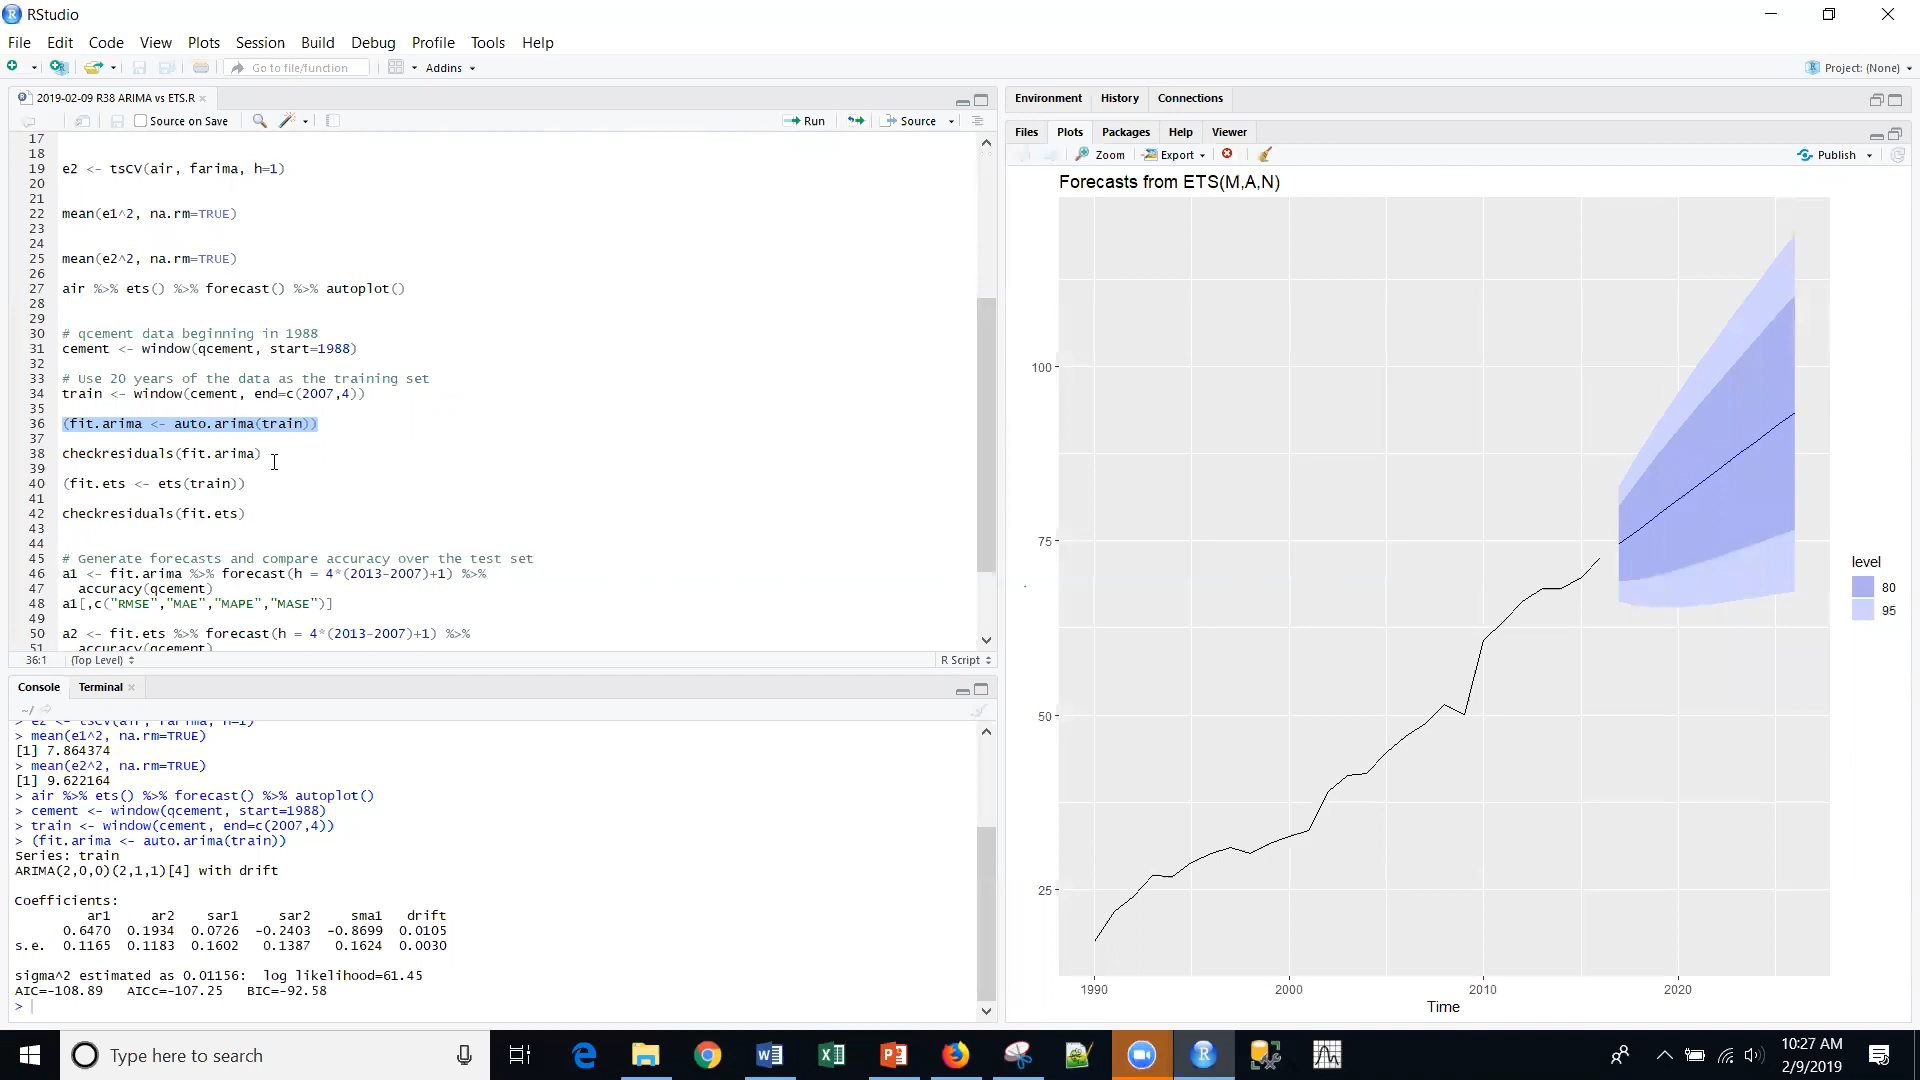 RStudio
File Edit Code View Plots Session Build Debug Profile Tools Help
Go to file/function Addins Project: (None)
2019-02-09 R38 ARIMA vs ETS.R
Source on Save Run Source
17
18
19 e2 <- tsCV(air, farima, h=1)
20
21
22 mean(e1^2, na.rm=TRUE)
23
24
25 mean(e2^2, na.rm=TRUE)
26
27 air %>% ets() %>% forecast() %>% autoplot()
28
29
30 # qcement data beginning in 1988
31 cement <- window(qcement, start=1988)
32
33 # Use 20 years of the data as the training set
34 train <- window(cement, end=c(2007,4))
35
36 (fit.arima <- auto.arima(train))
37
38 checkresiduals(fit.arima)
39
40 (fit.ets <- ets(train))
41
42 checkresiduals(fit.ets)
43
44
45 # Generate forecasts and compare accuracy over the test set
46 a1 <- fit.arima %>% forecast(h = 4*(2013-2007)+1) %>%
47 accuracy(qcement)
48 a1[,c("RMSE","MAE","MAPE","MASE")]
49
50 a2 <- fit.ets %>% forecast(h = 4*(2013-2007)+1) %>%
51 accuracy(qcement)
36:1 (Top Level) R Script
Console Terminal
~/
> e2 <- tsCV(air, farima, h=1)
> mean(e1^2, na.rm=TRUE)
[1] 7.864374
> mean(e2^2, na.rm=TRUE)
[1] 9.622164
> air %>% ets() %>% forecast() %>% autoplot()
> cement <- window(qcement, start=1988)
> train <- window(cement, end=c(2007,4))
> (fit.arima <- auto.arima(train))
Series: train
ARIMA(2,0,0)(2,1,1)[4] with drift
Coefficients:
ar1 ar2 sar1 sar2 sma1 drift
0.6470 0.1934 0.0726 -0.2403 -0.8699 0.0105
s.e. 0.1165 0.1183 0.1602 0.1387 0.1624 0.0030
sigma^2 estimated as 0.01156: log likelihood=61.45
AIC=-108.89 AICc=-107.25 BIC=-92.58
>
Environment History Connections
Files Plots Packages Help Viewer
Zoom Export Publish
Forecasts from ETS(M,A,N)
100
75
50
25
1990 2000 2010 2020
Time
level
80
95
Type here to search
10:27 AM
2/9/2019